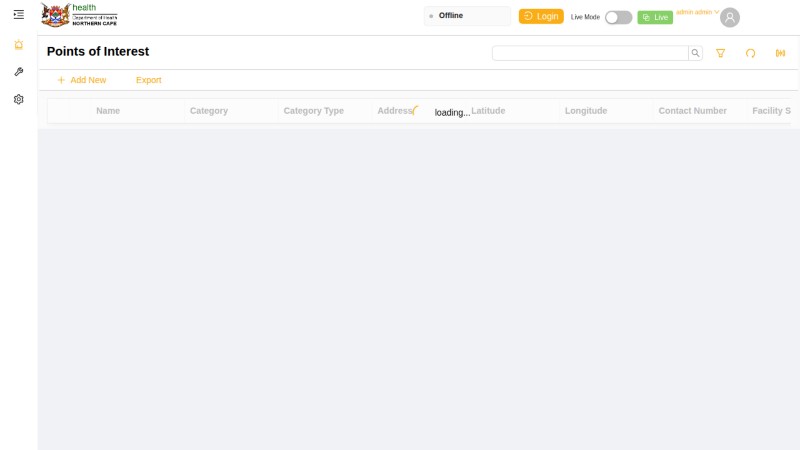 health
Department of Health
NORTHERN CAPE
Offline
Login
Live Mode
Live
admin admin
Points of Interest
Add New
Export
Name
Category
Category Type
Address
loading...
Latitude
Longitude
Contact Number
Facility S